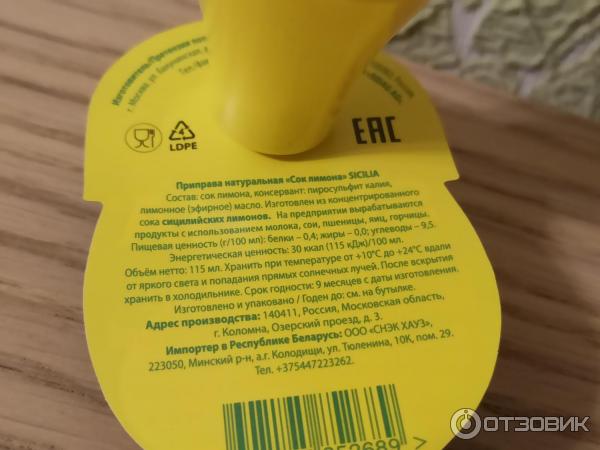 Изготовитель/Претензии
г. Москва, ул.
Россия,
LDPE
EAC
Приправа натуральная «Сок лимона» SICILIA
Состав: сок лимона, консервант: пиросульфит калия,
лимонное (эфирное) масло. Изготовлен из концентрированного
сока сицилийских лимонов. На предприятии вырабатываются
продукты с использованием молока, сои, пшеницы, яиц, горчицы.
Пищевая ценность (г/100 мл): белки – 0,4; жиры – 0,0; углеводы – 9,5.
Энергетическая ценность: 30 ккал (115 кДж)/100 мл.
Объём нетто: 115 мл. Хранить при температуре от +10°C до +24°C вдали
от яркого света и попадания прямых солнечных лучей. После вскрытия
хранить в холодильнике. Срок годности: 9 месяцев с даты изготовления.
Изготовлено и упаковано / Годен до: см. на бутылке.
Адрес производства: 140411, Россия, Московская область,
г. Коломна, Озерский проезд, д. 3.
Импортер в Республике Беларусь: ООО «СНЭК ХАУЗ»,
223050, Минский р-н, а.г. Колодищи, ул. Тюленина, 10К, пом. 29.
Тел. +375447223262.
>
ОТЗОВИК